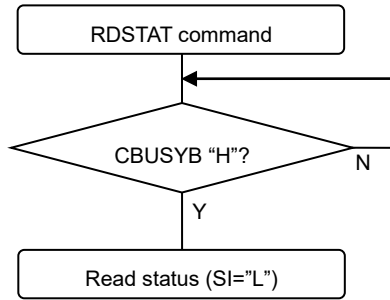 RDSTAT command
CBUSYB “H”?
N
Y
Read status (SI=”L”)